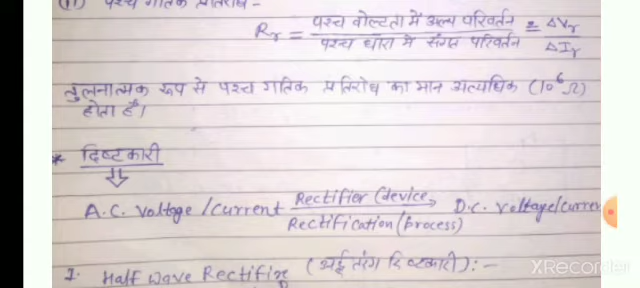 (ii) पश्च गतिक प्रतिरोध -
Rr = पश्च वोल्टता में अल्प परिवर्तन / पश्च धारा में संगत परिवर्तन = ΔVr / ΔIr
तुलनात्मक रूप से पश्च गतिक प्रतिरोध का मान अत्यधिक (10⁶Ω)
होता है।
* दिष्टकारी
⇓
A.C. Voltage/Current Rectifier (device) / Rectification (process) → D.C. Voltage/Current
1. Half Wave Rectifier (अर्द्ध तरंग दिष्टकारी) : -
XRecorder